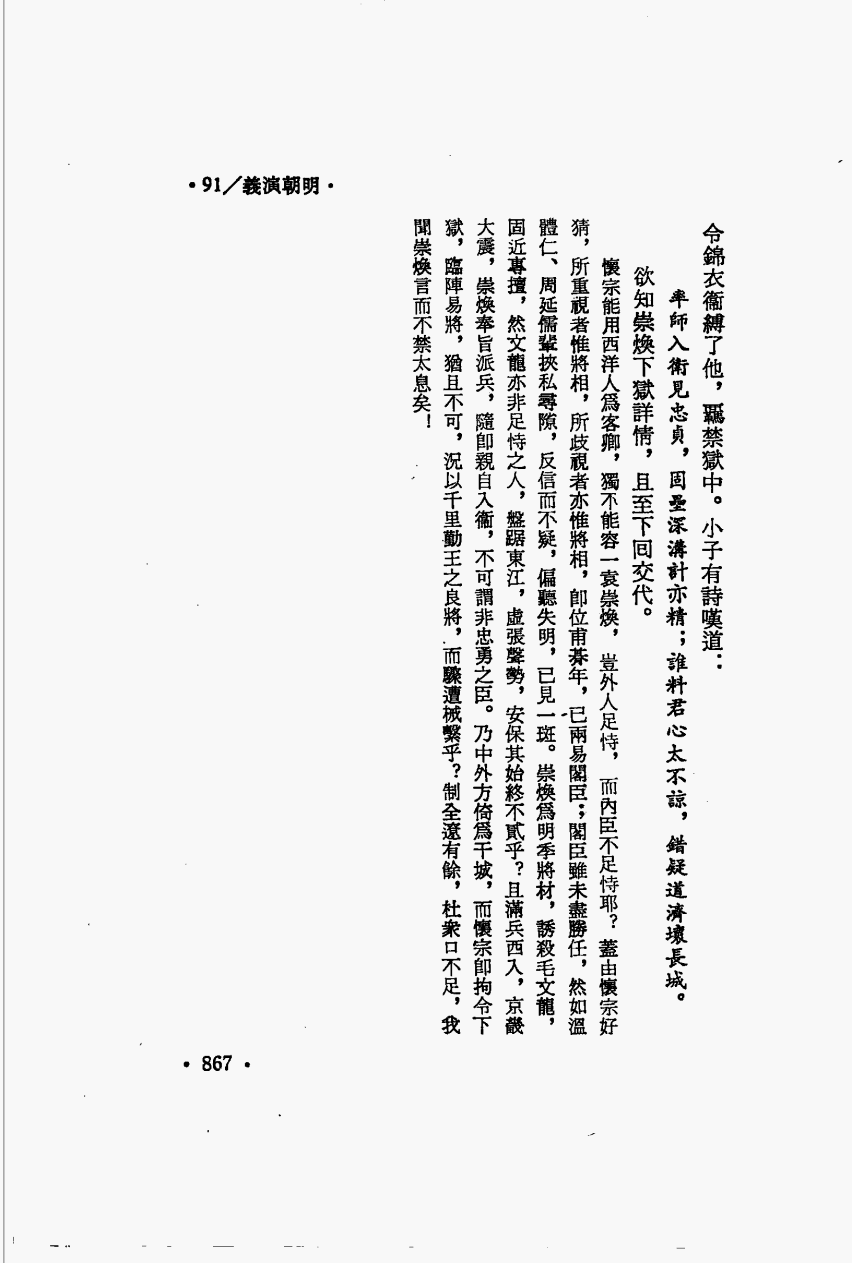 •91/義演朝明•
令錦衣衞縛了他，羈禁獄中。小子有詩嘆道：
率師入衛見忠貞，固壘深溝計亦精；誰料君心太不諒，錯疑道濟壞長城。
欲知崇煥下獄詳情，且至下回交代。
懷宗能用西洋人爲客卿，獨不能容一袁崇煥，豈外人足恃，而內臣不足恃耶？蓋由懷宗好
猜，所重視者惟將相，所歧視者亦惟將相，卽位甫朞年，已兩易閣臣；閣臣雖未盡勝任，然如溫
體仁、周延儒輩挾私尋隙，反信而不疑，偏聽失明，已見一斑。崇煥爲明季將材，誘殺毛文龍，
固近專擅，然文龍亦非足恃之人，盤踞東江，虛張聲勢，安保其始終不貳乎？且滿兵西入，京畿
大震，崇煥奉旨派兵，隨卽親自入衞，不可謂非忠勇之臣。乃中外方倚爲干城，而懷宗卽拘令下
獄，臨陣易將，猶且不可，況以千里勤王之良將，而驟遭械繫乎？制全遼有餘，杜衆口不足，我
聞崇煥言而不禁太息矣！
•867•